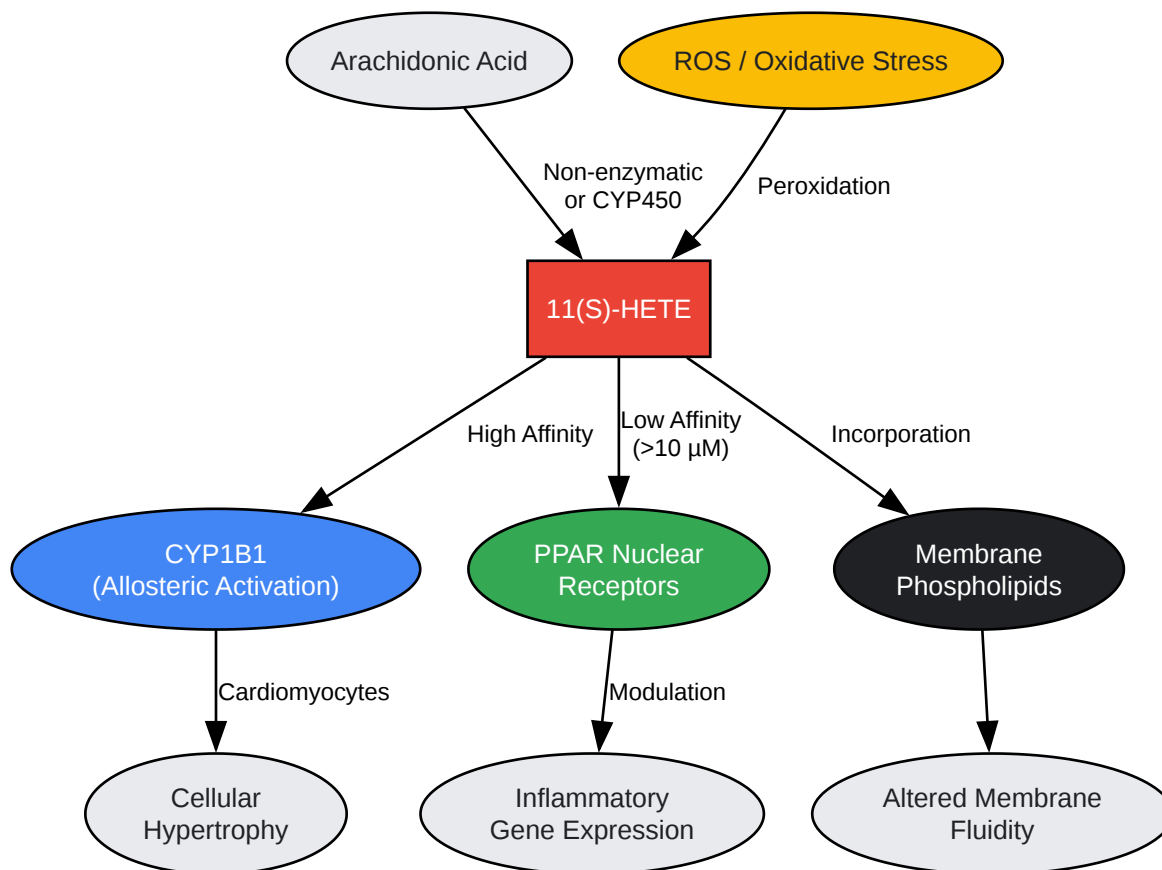 Arachidonic Acid
ROS / Oxidative Stress
Non-enzymatic
or CYP450
Peroxidation
11(S)-HETE
High Affinity
Low Affinity
(>10 µM)
Incorporation
CYP1B1
(Allosteric Activation)
PPAR Nuclear
Receptors
Membrane
Phospholipids
Cardiomyocytes
Modulation
Cellular
Hypertrophy
Inflammatory
Gene Expression
Altered Membrane
Fluidity